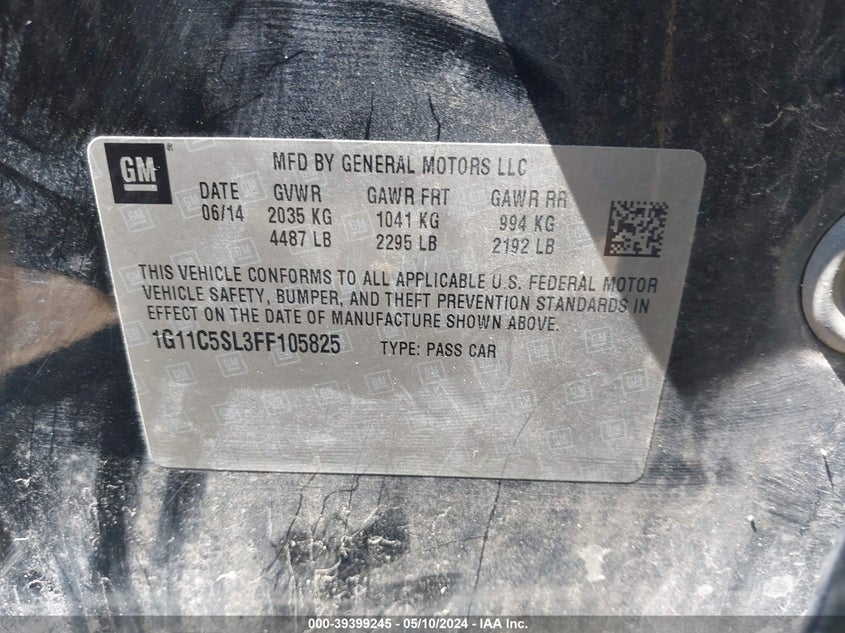 GM
MFD BY GENERAL MOTORS LLC
DATE GVWR GAWR FRT GAWR RR
06/14 2035 KG 1041 KG 994 KG
4487 LB 2295 LB 2192 LB
THIS VEHICLE CONFORMS TO ALL APPLICABLE U.S. FEDERAL MOTOR
VEHICLE SAFETY, BUMPER, AND THEFT PREVENTION STANDARDS IN
EFFECT ON THE DATE OF MANUFACTURE SHOWN ABOVE.
1G11C5SL3FF105825 TYPE: PASS CAR
000-39399245 - 05/10/2024 - IAA Inc.